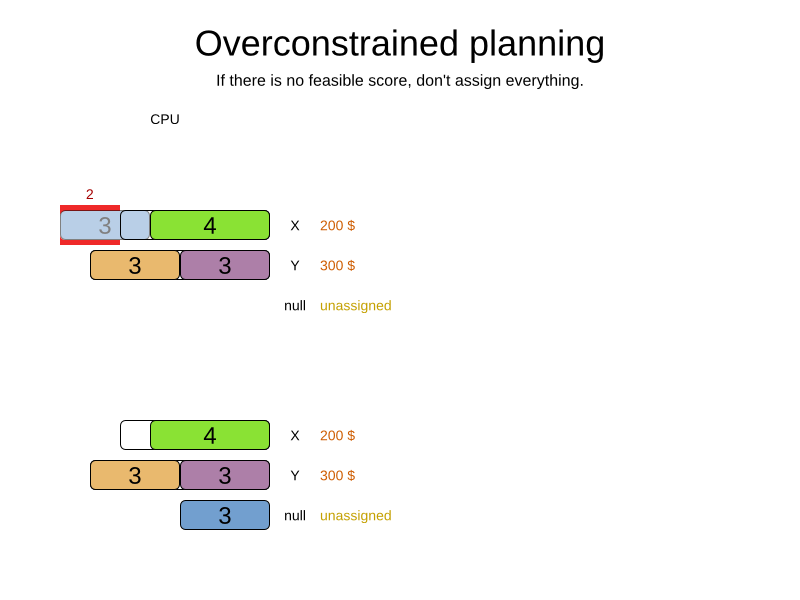 Overconstrained planning
If there is no feasible score, don't assign everything.
CPU
2
3 4 X 200 $
3 3 Y 300 $
null unassigned
4 X 200 $
3 3 Y 300 $
3 null unassigned